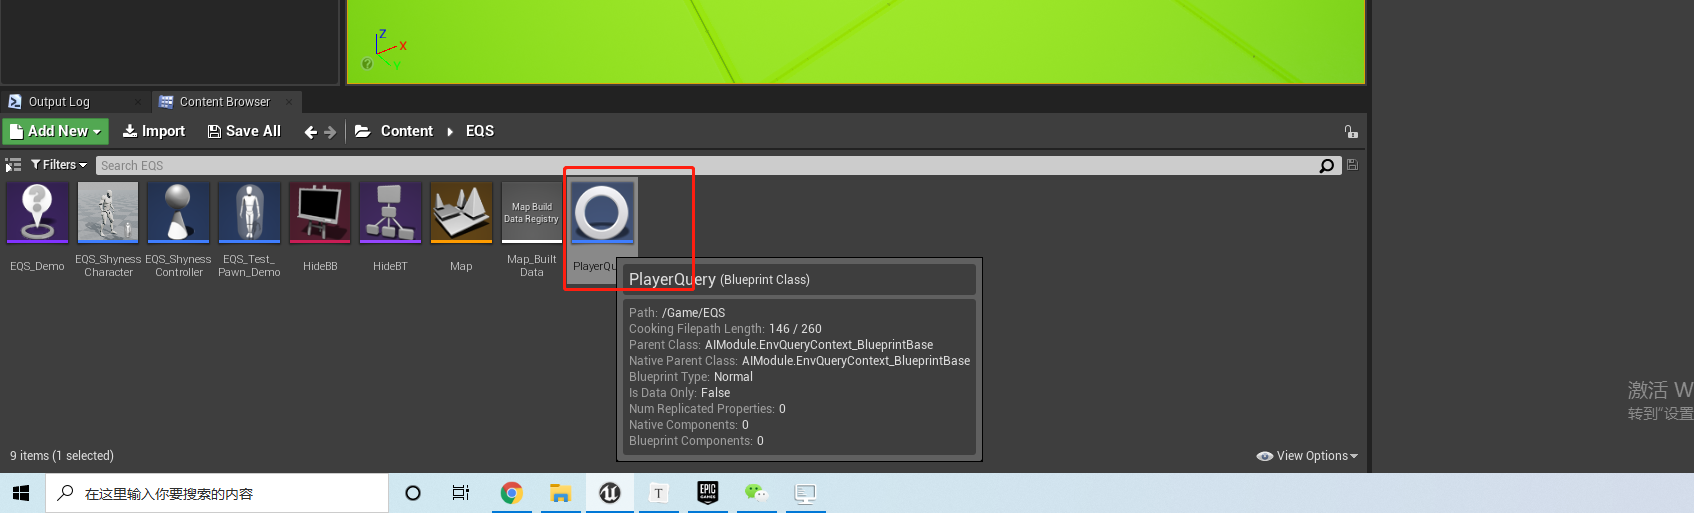 Z
X
Y
Output Log
Content Browser
Add New
Import
Save All
Content
EQS
Filters
Search EQS
Map Build
Data Registry
EQS_Demo
EQS_Shyness
Character
EQS_Shyness
Controller
EQS_Test_
Pawn_Demo
HideBB
HideBT
Map
Map_Built
Data
PlayerQu
PlayerQuery (Blueprint Class)
Path: /Game/EQS
Cooking Filepath Length: 146 / 260
Parent Class: AIModule.EnvQueryContext_BlueprintBase
Native Parent Class: AIModule.EnvQueryContext_BlueprintBase
Blueprint Type: Normal
Is Data Only: False
Num Replicated Properties: 0
Native Components: 0
Blueprint Components: 0
激活 W
转到"设置
9 items (1 selected)
View Options
在这里输入你要搜索的内容
T
EPIC
GAMES